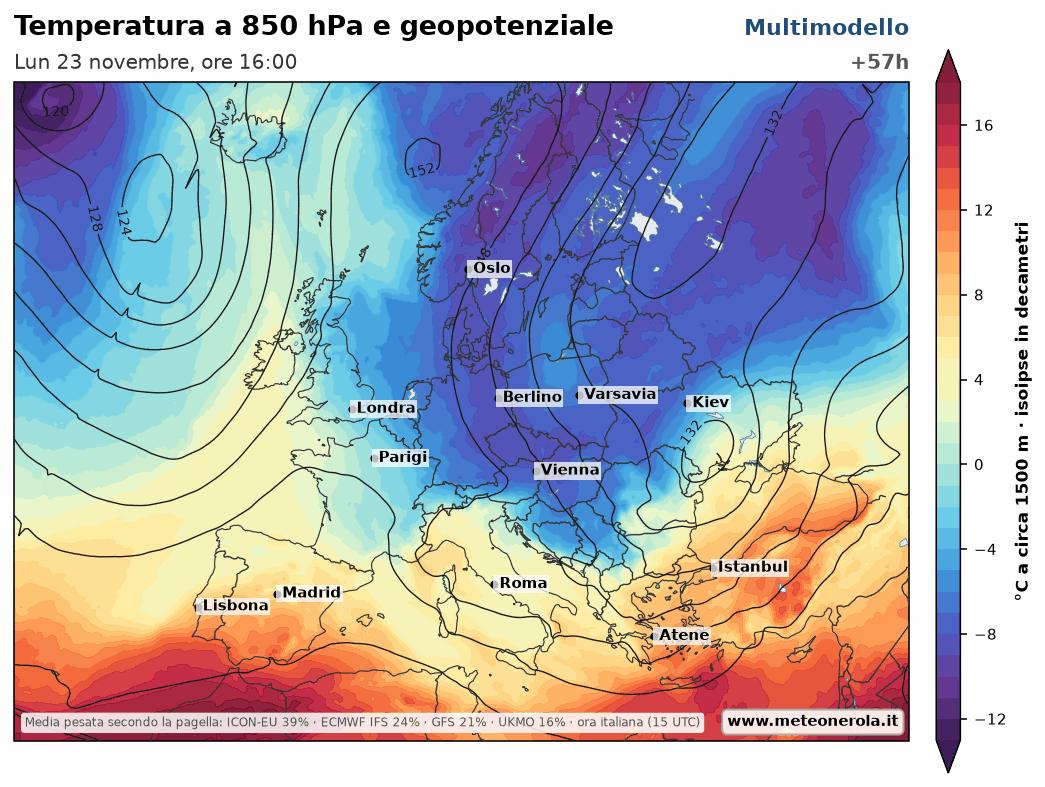 Temperatura a 850 hPa e geopotenziale
Multimodello
Lun 23 novembre, ore 16:00
+57h
120
132
152
128
124
Oslo
Berlino
Varsavia
Kiev
Londra
132
Parigi
Vienna
Istanbul
Roma
Madrid
Lisbona
Atene
Media pesata secondo la pagella: ICON-EU 39% · ECMWF IFS 24% · GFS 21% · UKMO 16% · ora italiana (15 UTC)
www.meteonerola.it
16
12
8
4
0
−4
−8
−12
°C a circa 1500 m · isoipse in decametri